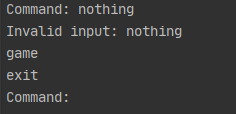 Command: nothing
Invalid input: nothing
game
exit
Command: